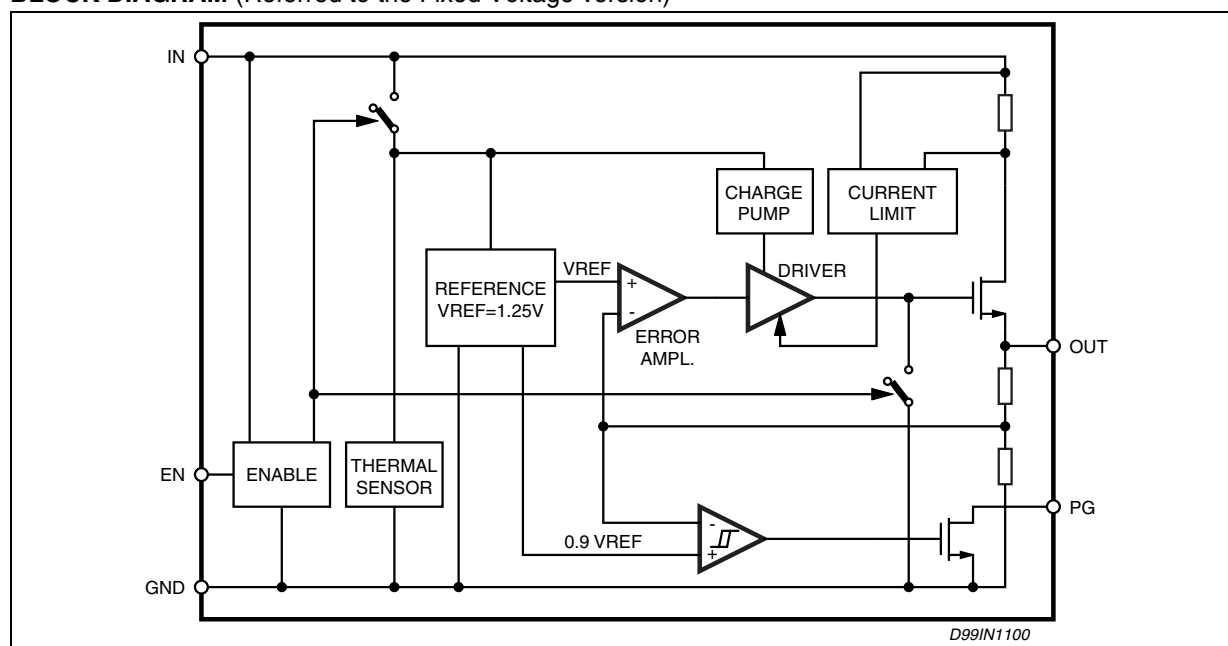 BLOCK DIAGRAM (Referred to the Fixed Voltage Version)
IN
CHARGE
PUMP
CURRENT
LIMIT
REFERENCE
VREF=1.25V
VREF
+
-
ERROR
AMPL.
DRIVER
OUT
EN
ENABLE
THERMAL
SENSOR
0.9 VREF
-
+
PG
GND
D99IN1100